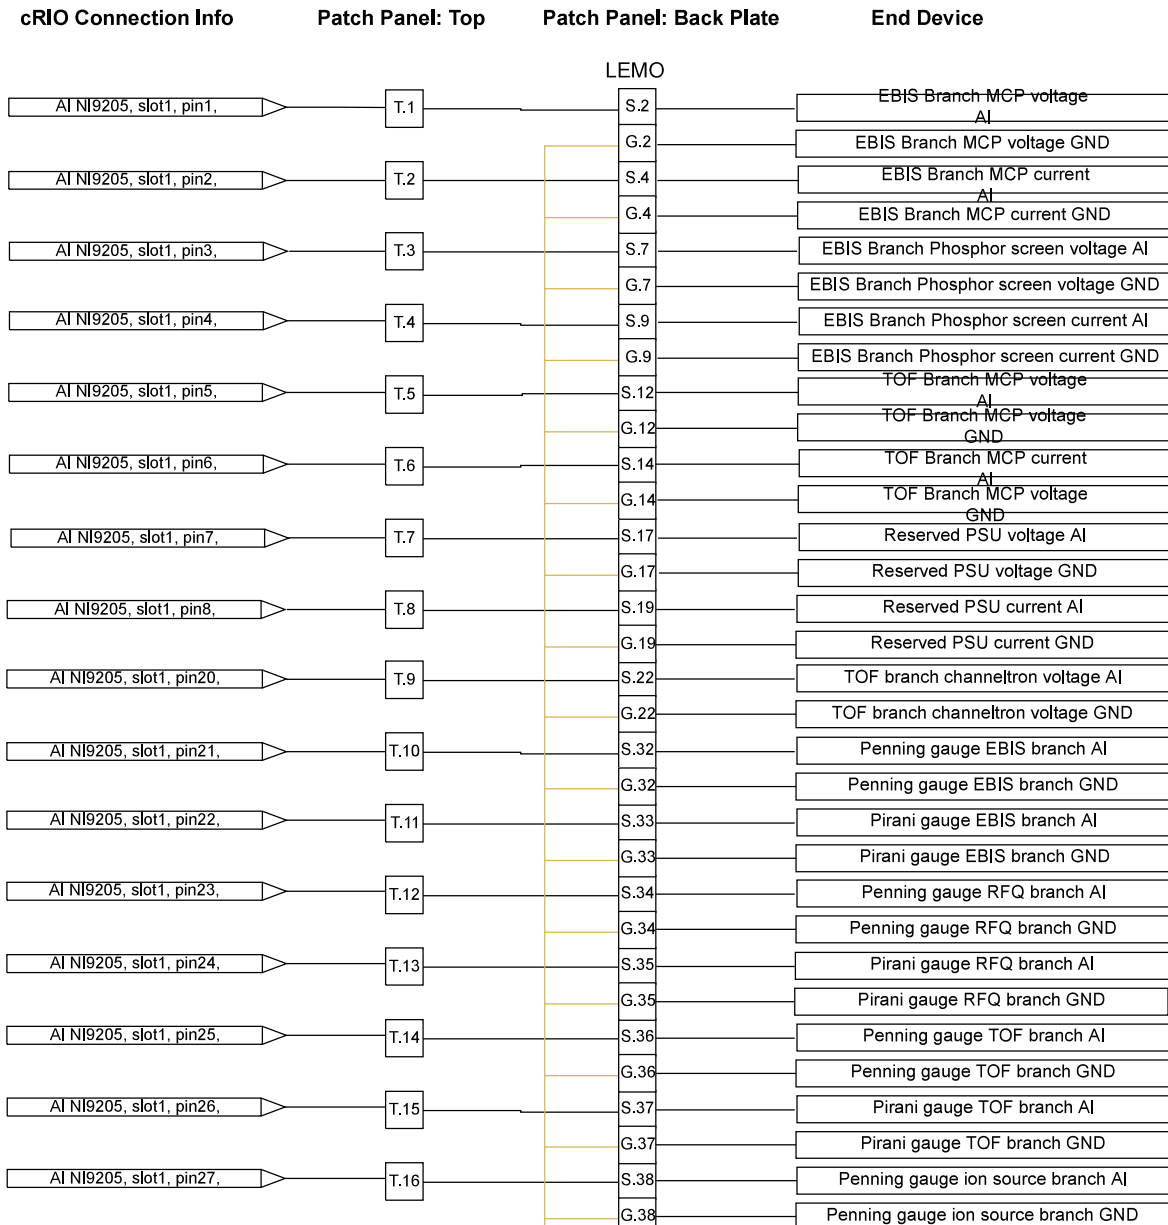 cRIO Connection Info Patch Panel: Top Patch Panel: Back Plate End Device
LEMO
AI NI9205, slot1, pin1, T.1 S.2 EBIS Branch MCP voltage
AI
G.2 EBIS Branch MCP voltage GND
AI NI9205, slot1, pin2, T.2 S.4 EBIS Branch MCP current
AI
G.4 EBIS Branch MCP current GND
AI NI9205, slot1, pin3, T.3 S.7 EBIS Branch Phosphor screen voltage AI
G.7 EBIS Branch Phosphor screen voltage GND
AI NI9205, slot1, pin4, T.4 S.9 EBIS Branch Phosphor screen current AI
G.9 EBIS Branch Phosphor screen current GND
AI NI9205, slot1, pin5, T.5 S.12 TOF Branch MCP voltage
AI
G.12 TOF Branch MCP voltage
GND
AI NI9205, slot1, pin6, T.6 S.14 TOF Branch MCP current
AI
G.14 TOF Branch MCP voltage
GND
AI NI9205, slot1, pin7, T.7 S.17 Reserved PSU voltage AI
G.17 Reserved PSU voltage GND
AI NI9205, slot1, pin8, T.8 S.19 Reserved PSU current AI
G.19 Reserved PSU current GND
AI NI9205, slot1, pin20, T.9 S.22 TOF branch channeltron voltage AI
G.22 TOF branch channeltron voltage GND
AI NI9205, slot1, pin21, T.10 S.32 Penning gauge EBIS branch AI
G.32 Penning gauge EBIS branch GND
AI NI9205, slot1, pin22, T.11 S.33 Pirani gauge EBIS branch AI
G.33 Pirani gauge EBIS branch GND
AI NI9205, slot1, pin23, T.12 S.34 Penning gauge RFQ branch AI
G.34 Penning gauge RFQ branch GND
AI NI9205, slot1, pin24, T.13 S.35 Pirani gauge RFQ branch AI
G.35 Pirani gauge RFQ branch GND
AI NI9205, slot1, pin25, T.14 S.36 Penning gauge TOF branch AI
G.36 Penning gauge TOF branch GND
AI NI9205, slot1, pin26, T.15 S.37 Pirani gauge TOF branch AI
G.37 Pirani gauge TOF branch GND
AI NI9205, slot1, pin27, T.16 S.38 Penning gauge ion source branch AI
G.38 Penning gauge ion source branch GND